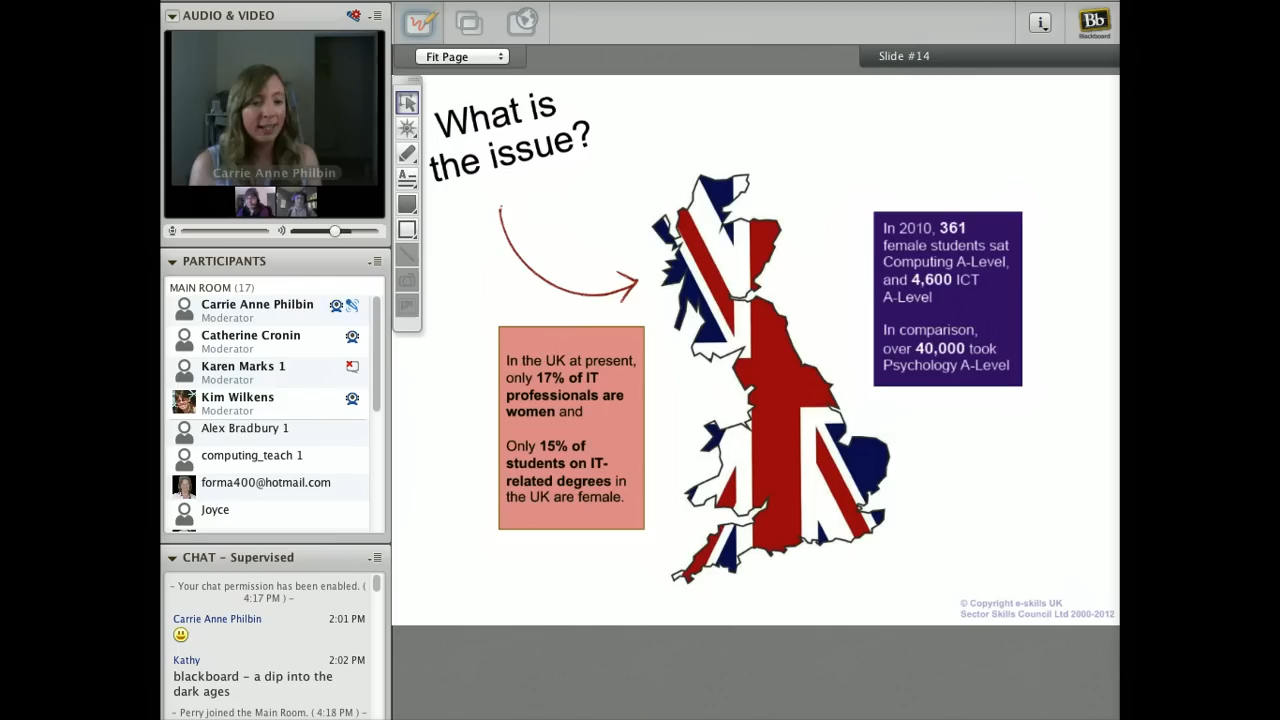 AUDIO & VIDEO
Carrie Anne Philbin
PARTICIPANTS
MAIN ROOM (17)
Carrie Anne Philbin
Moderator
Catherine Cronin
Moderator
Karen Marks 1
Moderator
Kim Wilkens
Moderator
Alex Bradbury 1
computing_teach 1
forma400@hotmail.com
Joyce
CHAT - Supervised
- Your chat permission has been enabled. (
4:17 PM ) -
Carrie Anne Philbin 2:01 PM
Kathy 2:02 PM
blackboard - a dip into the
dark ages
- Perry joined the Main Room. ( 4:18 PM ) -
i
Bb
Blackboard
Fit Page
Slide #14
A
What is
the issue?
In the UK at present,
only 17% of IT
professionals are
women and
Only 15% of
students on IT-
related degrees in
the UK are female.
In 2010, 361
female students sat
Computing A-Level,
and 4,600 ICT
A-Level
In comparison,
over 40,000 took
Psychology A-Level
© Copyright e-skills UK
Sector Skills Council Ltd 2000-2012